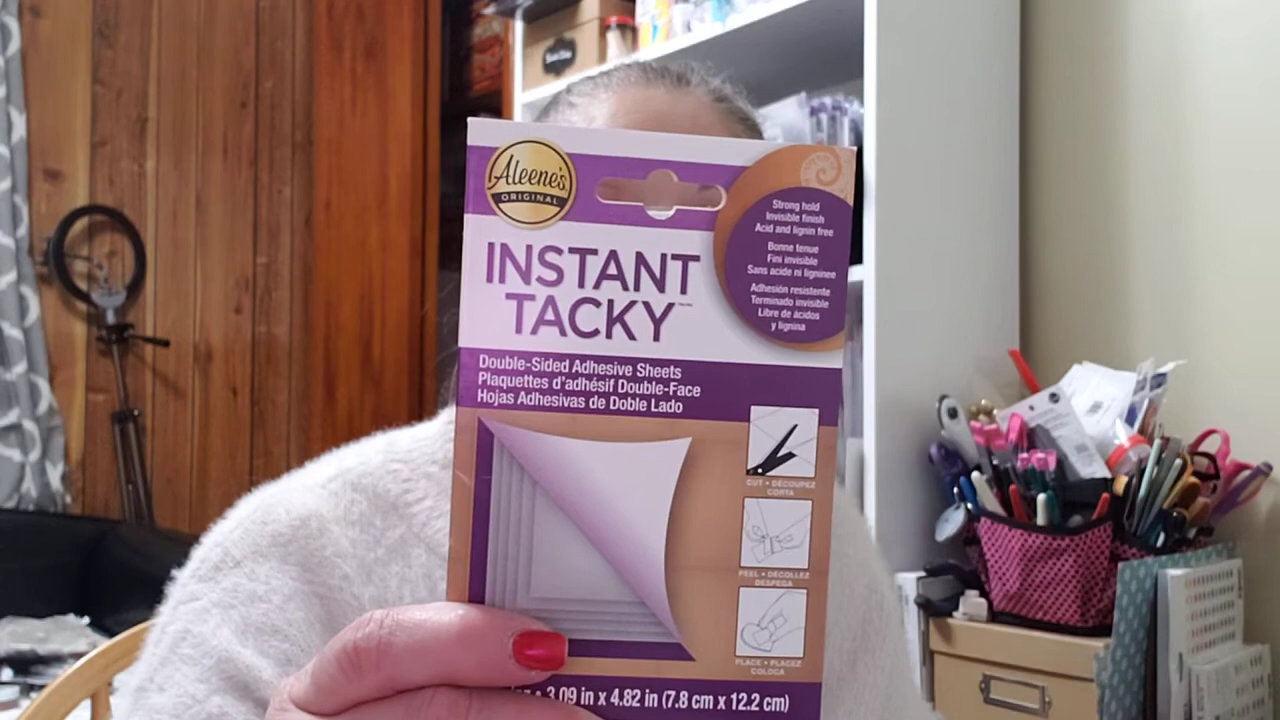 Aleene's
ORIGINAL
Strong hold
Invisible finish
Acid and lignin free
Bonne tenue
Fini invisible
Sans acide ni ligninee
Adhesión resistente
Terminado invisible
Libre de ácidos
y lignina
INSTANT
TACKY
Double-Sided Adhesive Sheets
Plaquettes d'adhésif Double-Face
Hojas Adhesivas de Doble Lado
CUT • DÉCOUPEZ
CORTA
PEEL • DÉCOLLEZ
DESPEGA
PLACE • PLACEZ
COLOCA
3.09 in x 4.82 in (7.8 cm x 12.2 cm)